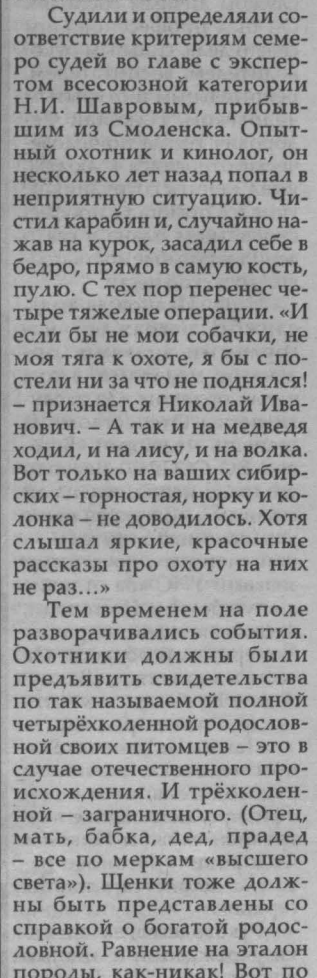 Судили и определяли со-
ответствие критериям семе-
ро судей во главе с экспер-
том всесоюзной категории
Н.И. Шавровым, прибыв-
шим из Смоленска. Опыт-
ный охотник и кинолог, он
несколько лет назад попал в
неприятную ситуацию. Чи-
стил карабин и, случайно на-
жав на курок, засадил себе в
бедро, прямо в самую кость,
пулю. С тех пор перенес че-
тыре тяжелые операции. «И
если бы не мои собачки, не
моя тяга к охоте, я бы с по-
стели ни за что не поднялся!
– признается Николай Ива-
нович. – А так и на медведя
ходил, и на лису, и на волка.
Вот только на ваших сибир-
ских – горностая, норку и ко-
лонка – не доводилось. Хотя
слышал яркие, красочные
рассказы про охоту на них
не раз...»
Тем временем на поле
разворачивались события.
Охотники должны были
предъявить свидетельства
по так называемой полной
четырёхколенной родослов-
ной своих питомцев – это в
случае отечественного про-
исхождения. И трёхколен-
ной – заграничного. (Отец,
мать, бабка, дед, прадед
– все по меркам «высшего
света»). Щенки тоже долж-
ны быть представлены со
справкой о богатой родос-
ловной. Равнение на эталон
породы, как-никак! Вот по